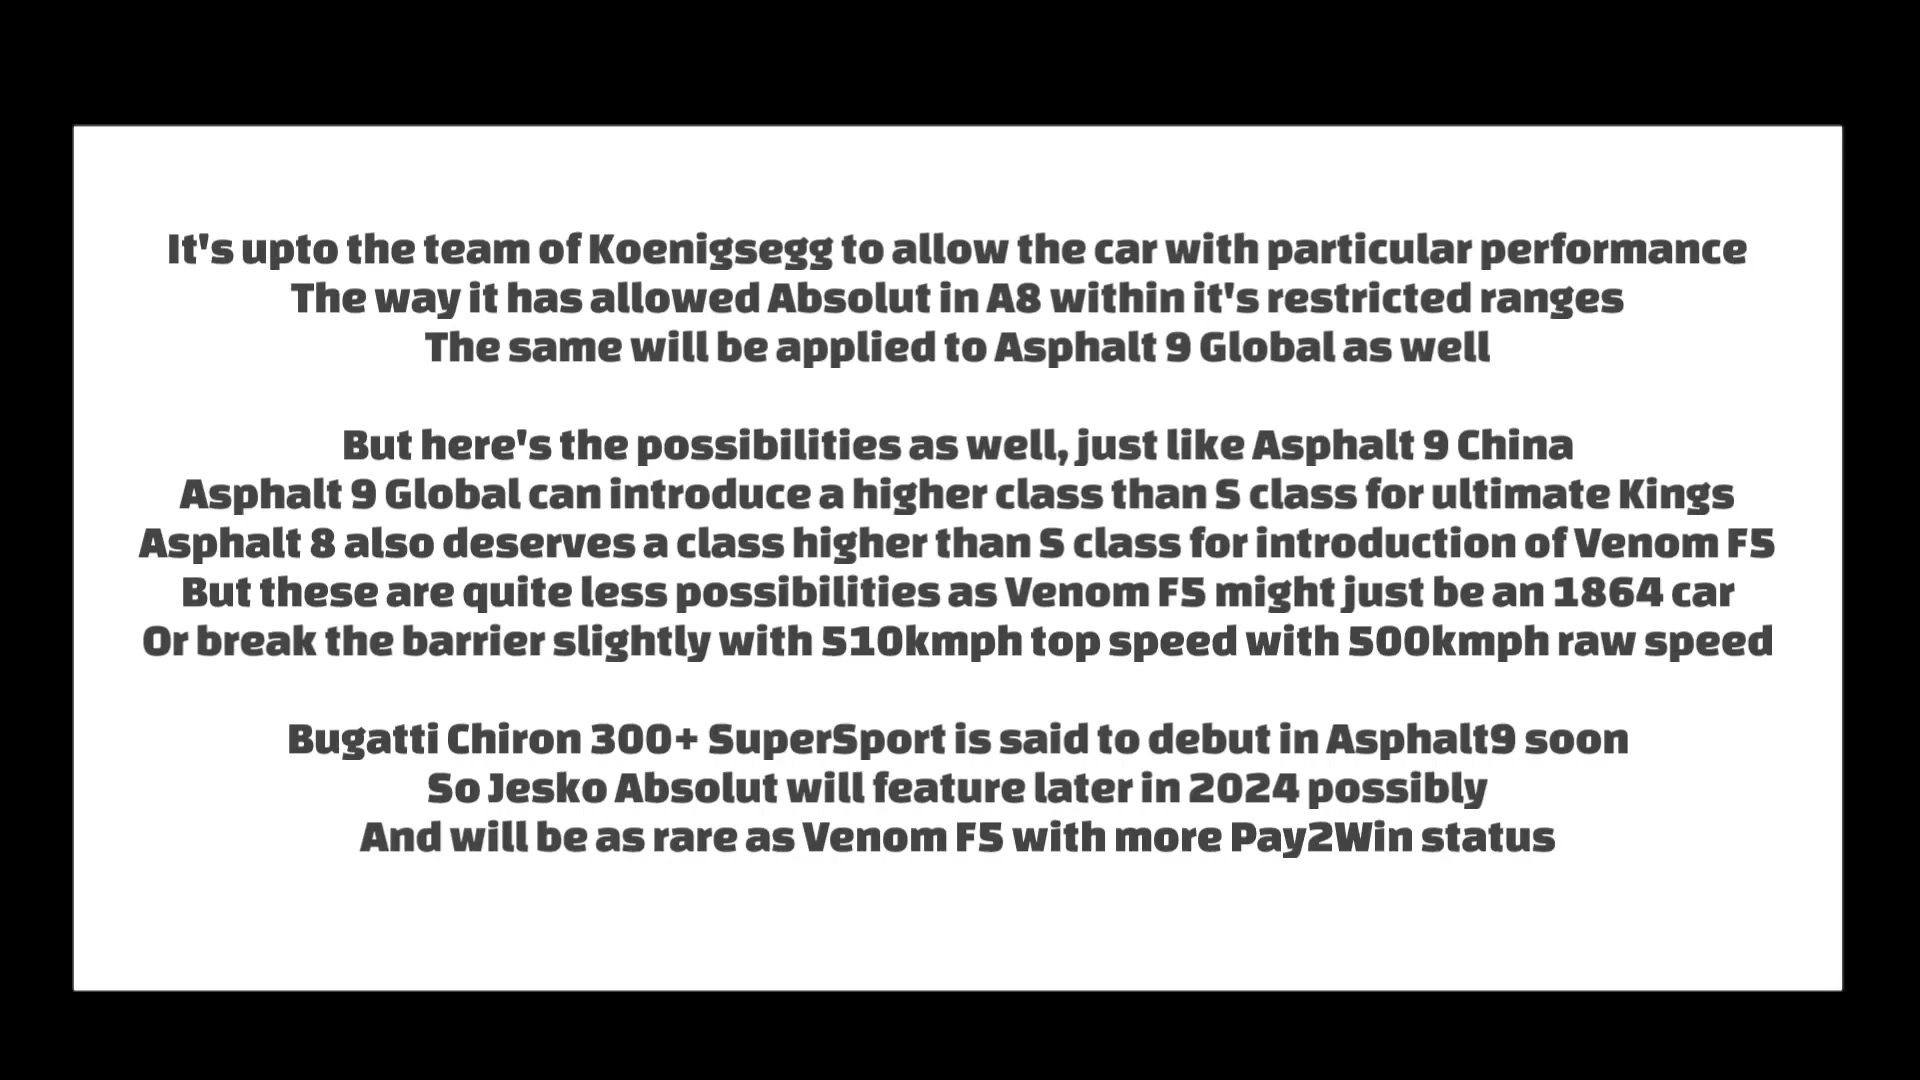 It's upto the team of Koenigsegg to allow the car with particular performance
The way it has allowed Absolut in A8 within it's restricted ranges
The same will be applied to Asphalt 9 Global as well
But here's the possibilities as well, just like Asphalt 9 China
Asphalt 9 Global can introduce a higher class than S class for ultimate Kings
Asphalt 8 also deserves a class higher than S class for introduction of Venom F5
But these are quite less possibilities as Venom F5 might just be an 1864 car
Or break the barrier slightly with 510kmph top speed with 500kmph raw speed
Bugatti Chiron 300+ SuperSport is said to debut in Asphalt9 soon
So Jesko Absolut will feature later in 2024 possibly
And will be as rare as Venom F5 with more Pay2Win status